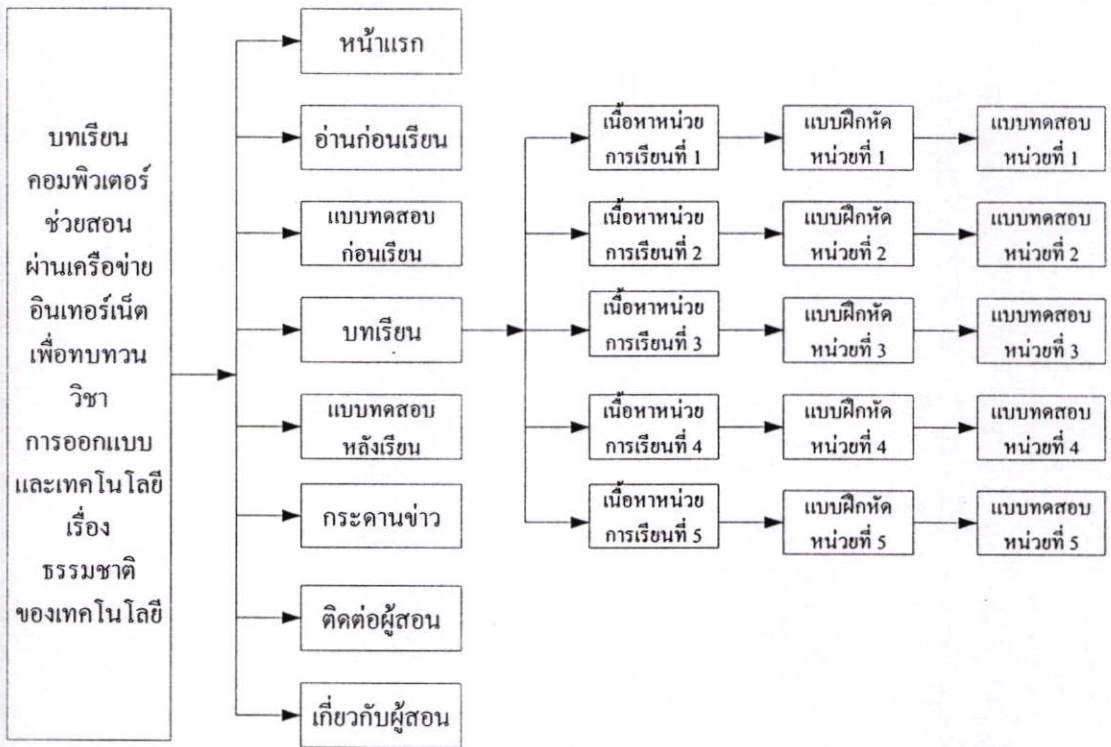 บทเรียน
คอมพิวเตอร์
ช่วยสอน
ผ่านเครือข่าย
อินเทอร์เน็ต
เพื่อทบทวน
วิชา
การออกแบบ
และเทคโนโลยี
เรื่อง
ธรรมชาติ
ของเทคโนโลยี
หน้าแรก
อ่านก่อนเรียน
แบบทดสอบ
ก่อนเรียน
บทเรียน
แบบทดสอบ
หลังเรียน
กระดานข่าว
ติดต่อผู้สอน
เกี่ยวกับผู้สอน
เนื้อหาหน่วย
การเรียนที่ 1
แบบฝึกหัด
หน่วยที่ 1
แบบทดสอบ
หน่วยที่ 1
เนื้อหาหน่วย
การเรียนที่ 2
แบบฝึกหัด
หน่วยที่ 2
แบบทดสอบ
หน่วยที่ 2
เนื้อหาหน่วย
การเรียนที่ 3
แบบฝึกหัด
หน่วยที่ 3
แบบทดสอบ
หน่วยที่ 3
เนื้อหาหน่วย
การเรียนที่ 4
แบบฝึกหัด
หน่วยที่ 4
แบบทดสอบ
หน่วยที่ 4
เนื้อหาหน่วย
การเรียนที่ 5
แบบฝึกหัด
หน่วยที่ 5
แบบทดสอบ
หน่วยที่ 5